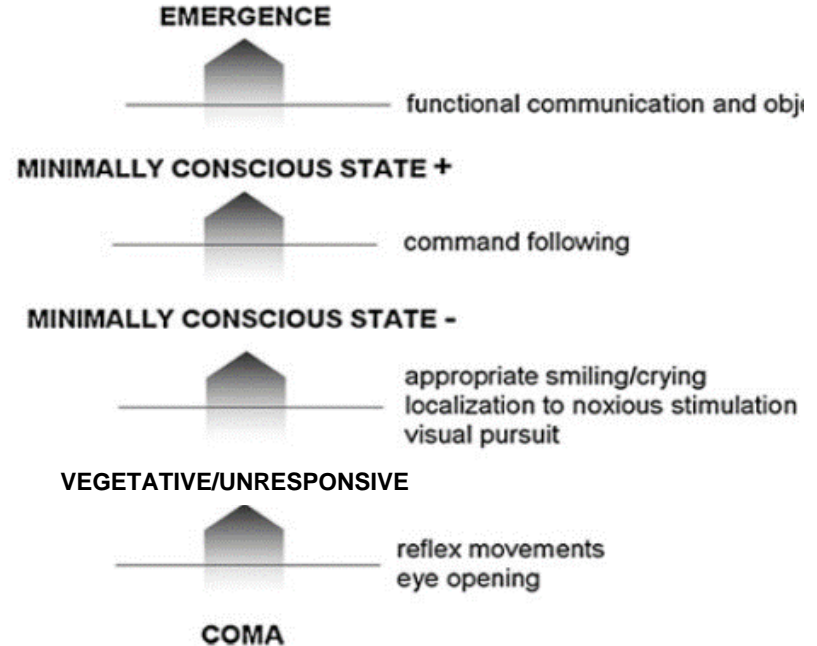 EMERGENCE
functional communication and obj
MINIMALLY CONSCIOUS STATE +
command following
MINIMALLY CONSCIOUS STATE -
appropriate smiling/crying
localization to noxious stimulation
visual pursuit
VEGETATIVE/UNRESPONSIVE
reflex movements
eye opening
COMA